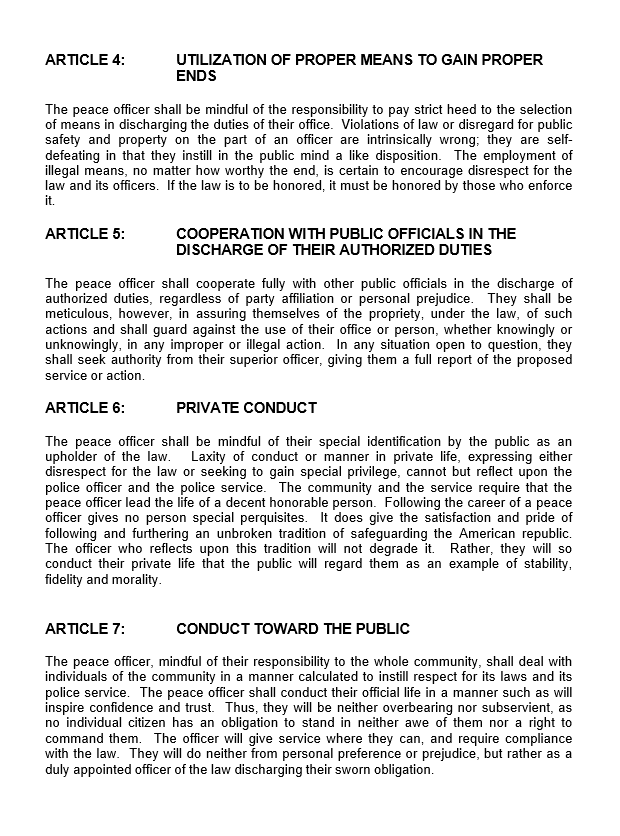 ARTICLE 4: UTILIZATION OF PROPER MEANS TO GAIN PROPER
ENDS
The peace officer shall be mindful of the responsibility to pay strict heed to the selection
of means in discharging the duties of their office. Violations of law or disregard for public
safety and property on the part of an officer are intrinsically wrong; they are self-
defeating in that they instill in the public mind a like disposition. The employment of
illegal means, no matter how worthy the end, is certain to encourage disrespect for the
law and its officers. If the law is to be honored, it must be honored by those who enforce
it.
ARTICLE 5: COOPERATION WITH PUBLIC OFFICIALS IN THE
DISCHARGE OF THEIR AUTHORIZED DUTIES
The peace officer shall cooperate fully with other public officials in the discharge of
authorized duties, regardless of party affiliation or personal prejudice. They shall be
meticulous, however, in assuring themselves of the propriety, under the law, of such
actions and shall guard against the use of their office or person, whether knowingly or
unknowingly, in any improper or illegal action. In any situation open to question, they
shall seek authority from their superior officer, giving them a full report of the proposed
service or action.
ARTICLE 6: PRIVATE CONDUCT
The peace officer shall be mindful of their special identification by the public as an
upholder of the law. Laxity of conduct or manner in private life, expressing either
disrespect for the law or seeking to gain special privilege, cannot but reflect upon the
police officer and the police service. The community and the service require that the
peace officer lead the life of a decent honorable person. Following the career of a peace
officer gives no person special perquisites. It does give the satisfaction and pride of
following and furthering an unbroken tradition of safeguarding the American republic.
The officer who reflects upon this tradition will not degrade it. Rather, they will so
conduct their private life that the public will regard them as an example of stability,
fidelity and morality.
ARTICLE 7: CONDUCT TOWARD THE PUBLIC
The peace officer, mindful of their responsibility to the whole community, shall deal with
individuals of the community in a manner calculated to instill respect for its laws and its
police service. The peace officer shall conduct their official life in a manner such as will
inspire confidence and trust. Thus, they will be neither overbearing nor subservient, as
no individual citizen has an obligation to stand in neither awe of them nor a right to
command them. The officer will give service where they can, and require compliance
with the law. They will do neither from personal preference or prejudice, but rather as a
duly appointed officer of the law discharging their sworn obligation.